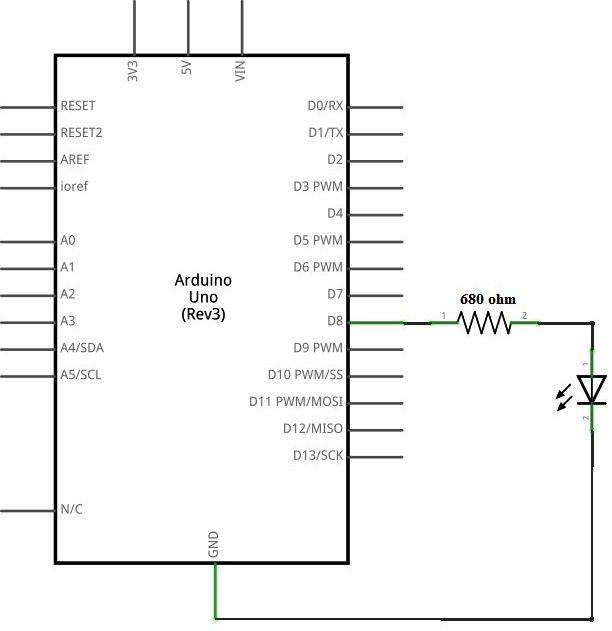 3V3
5V
VIN
RESET
RESET2
AREF
ioref
A0
A1
A2
A3
A4/SDA
A5/SCL
N/C
Arduino
Uno
(Rev3)
D0/RX
D1/TX
D2
D3 PWM
D4
D5 PWM
D6 PWM
D7
D8
D9 PWM
D10 PWM/SS
D11 PWM/MOSI
D12/MISO
D13/SCK
GND
680 ohm
1
2
1
2